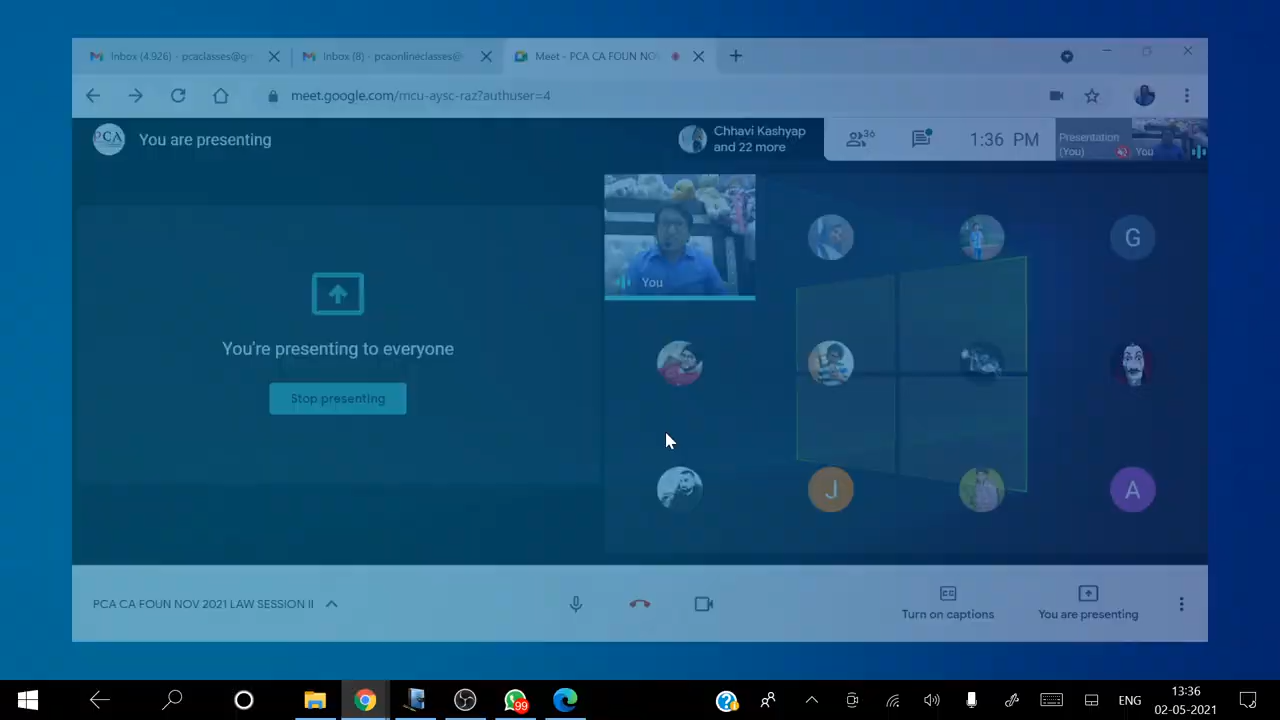 Inbox (4,926) - pcaclasses@g
Inbox (8) - pcaonlineclasses@
Meet - PCA CA FOUN NOV
meet.google.com/mcu-aysc-raz?authuser=4
PCA
You are presenting
Chhavi Kashyap
and 22 more
36
1:36 PM
Presentation
(You)
You
You
G
You're presenting to everyone
Stop presenting
J
A
PCA CA FOUN NOV 2021 LAW SESSION II
CC
Turn on captions
You are presenting
99
ENG
13:36
02-05-2021